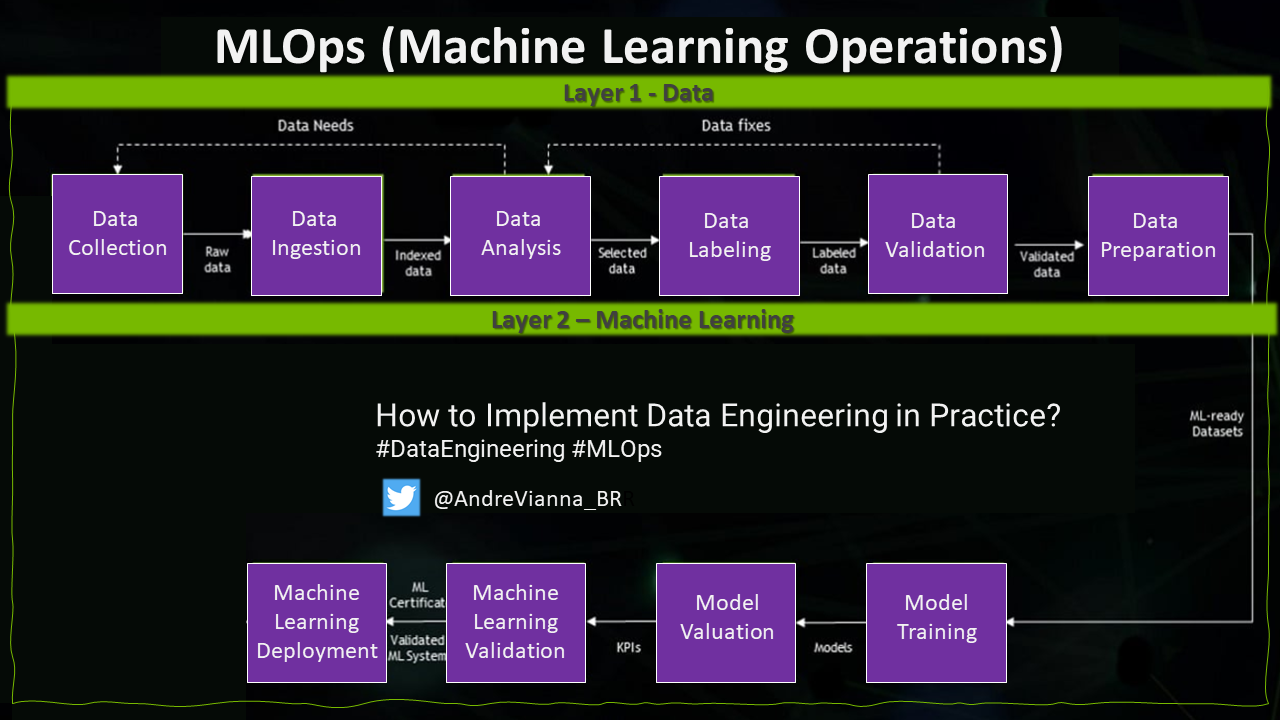 MLOps (Machine Learning Operations)
Layer 1 - Data
Data Needs
Data fixes
Data
Collection
Raw
data
Data
Ingestion
Indexed
data
Data
Analysis
Selected
data
Data
Labeling
Labeled
data
Data
Validation
Validated
data
Data
Preparation
Layer 2 – Machine Learning
ML-ready
Datasets
How to Implement Data Engineering in Practice?
#DataEngineering #MLOps
@AndreVianna_BR
Machine
Learning
Deployment
ML
Certificat
Validated
ML System
Machine
Learning
Validation
KPIs
Model
Valuation
Models
Model
Training